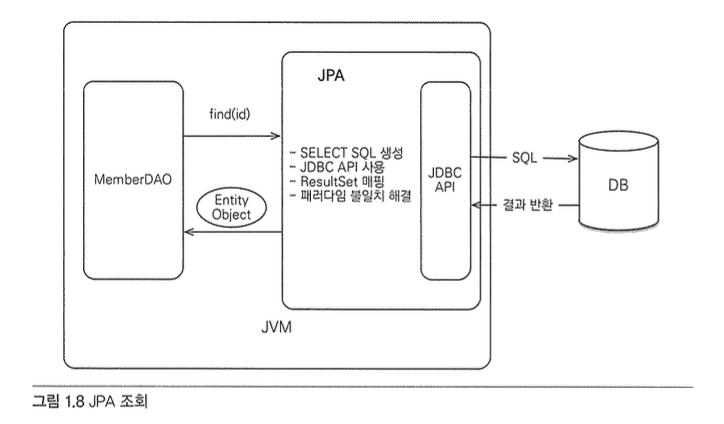 JPA
find(id)
- SELECT SQL 생성
- JDBC API 사용
- ResultSet 매핑
- 패러다임 불일치 해결
MemberDAO
Entity
Object
JDBC
API
SQL
결과 반환
DB
JVM
그림 1.8 JPA 조회